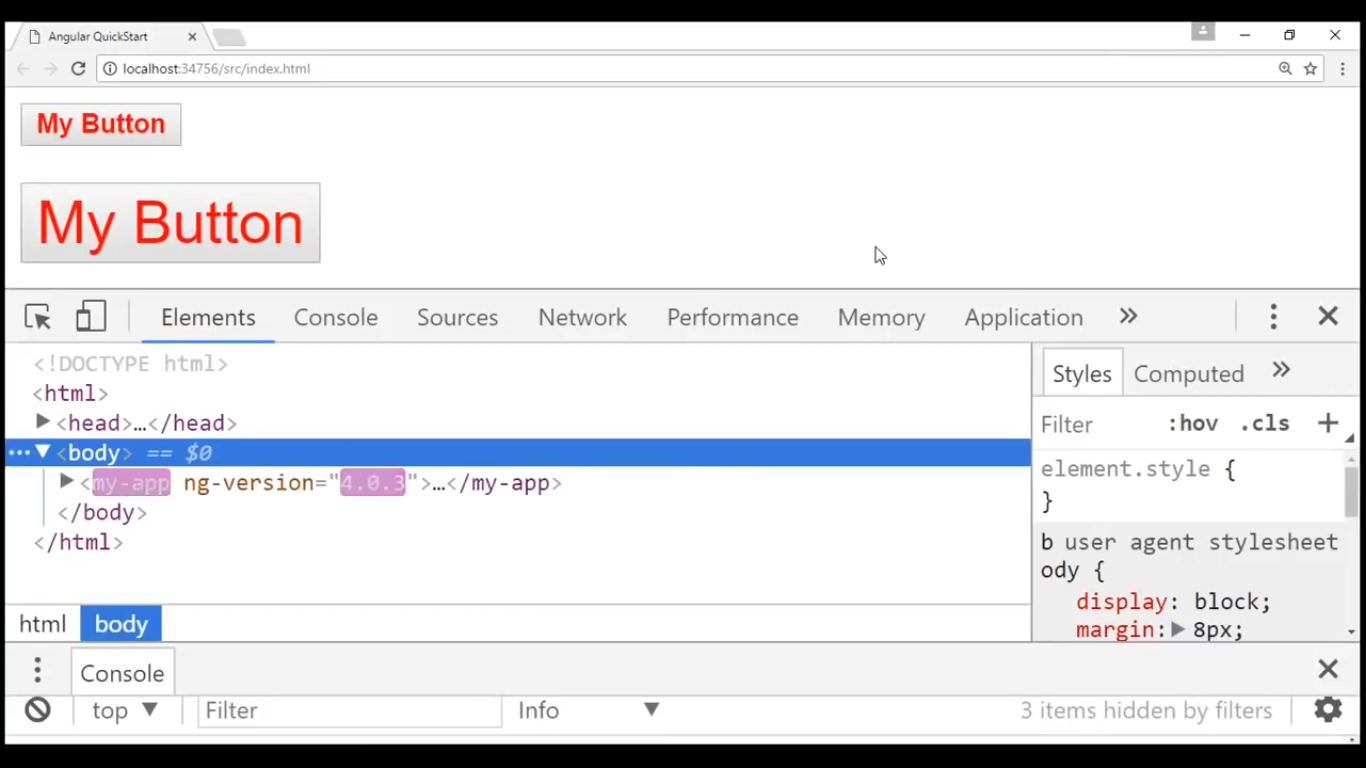 Angular QuickStart
localhost:34756/src/index.html
My Button
My Button
Elements Console Sources Network Performance Memory Application
<!DOCTYPE html>
<html>
<head>…</head>
<body> == $0
<my-app ng-version="4.0.3">…</my-app>
</body>
</html>
html body
Styles Computed
Filter :hov .cls +
element.style {
}
b user agent stylesheet
ody {
display: block;
margin: 8px;
Console
top Filter Info 3 items hidden by filters